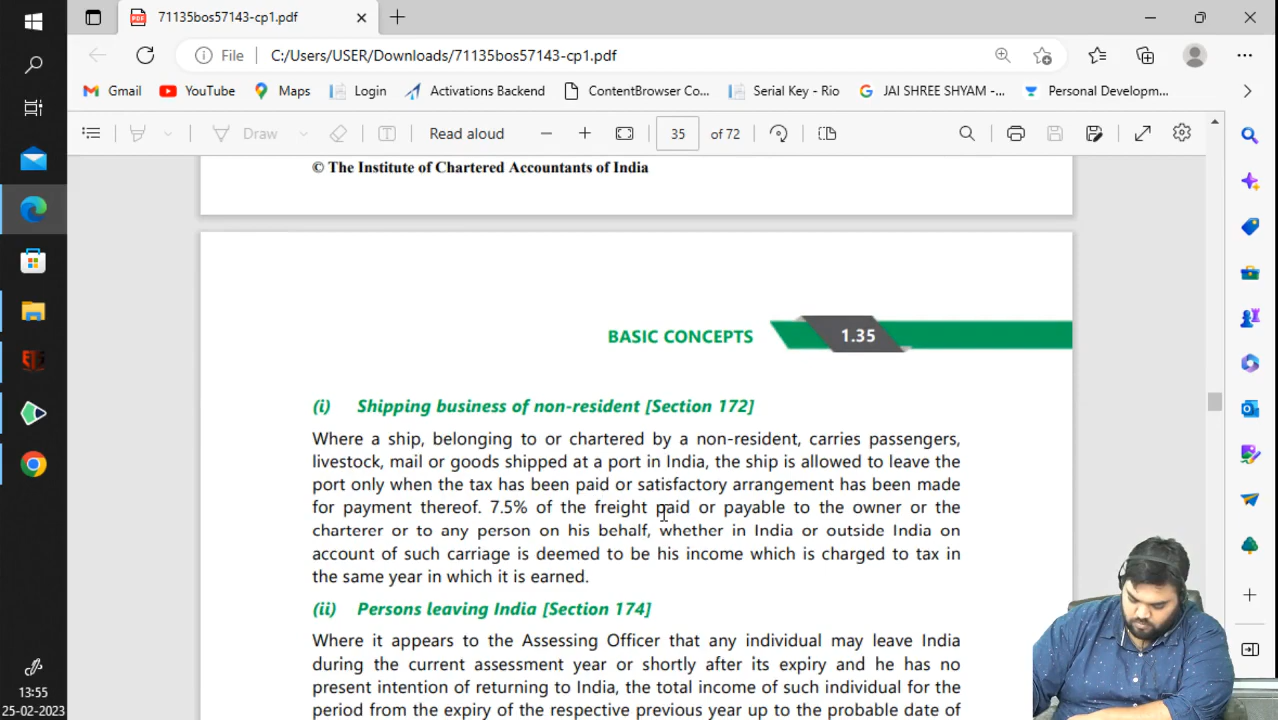 71135bos57143-cp1.pdf
File C:/Users/USER/Downloads/71135bos57143-cp1.pdf
Gmail YouTube Maps Login Activations Backend ContentBrowser Co... Serial Key - Rio JAI SHREE SHYAM -... Personal Developm...
Draw Read aloud 35 of 72
© The Institute of Chartered Accountants of India
BASIC CONCEPTS 1.35
(i) Shipping business of non-resident [Section 172]
Where a ship, belonging to or chartered by a non-resident, carries passengers,
livestock, mail or goods shipped at a port in India, the ship is allowed to leave the
port only when the tax has been paid or satisfactory arrangement has been made
for payment thereof. 7.5% of the freight paid or payable to the owner or the
charterer or to any person on his behalf, whether in India or outside India on
account of such carriage is deemed to be his income which is charged to tax in
the same year in which it is earned.
(ii) Persons leaving India [Section 174]
Where it appears to the Assessing Officer that any individual may leave India
during the current assessment year or shortly after its expiry and he has no
present intention of returning to India, the total income of such individual for the
period from the expiry of the respective previous year up to the probable date of
13:55
25-02-2023